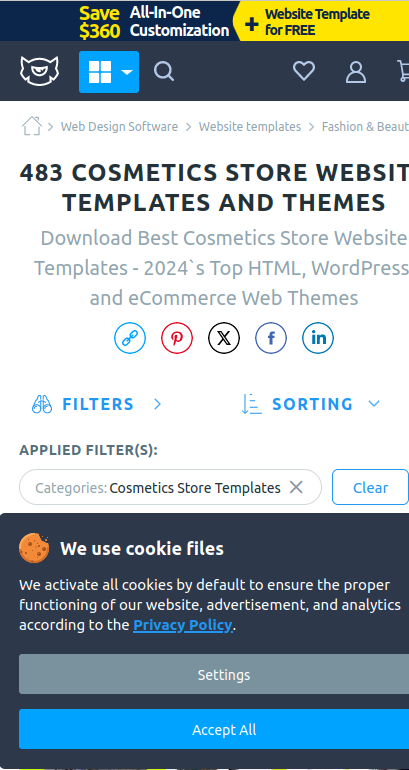 Save
$360
All-In-One
Customization
+ Website Template
for FREE
Web Design Software
Website templates
Fashion & Beaut
483 COSMETICS STORE WEBSIT
TEMPLATES AND THEMES
Download Best Cosmetics Store Website
Templates - 2024`s Top HTML, WordPress
and eCommerce Web Themes
FILTERS
SORTING
APPLIED FILTER(S):
Categories: Cosmetics Store Templates
Clear
We use cookie files
We activate all cookies by default to ensure the proper
functioning of our website, advertisement, and analytics
according to the Privacy Policy.
Settings
Accept All